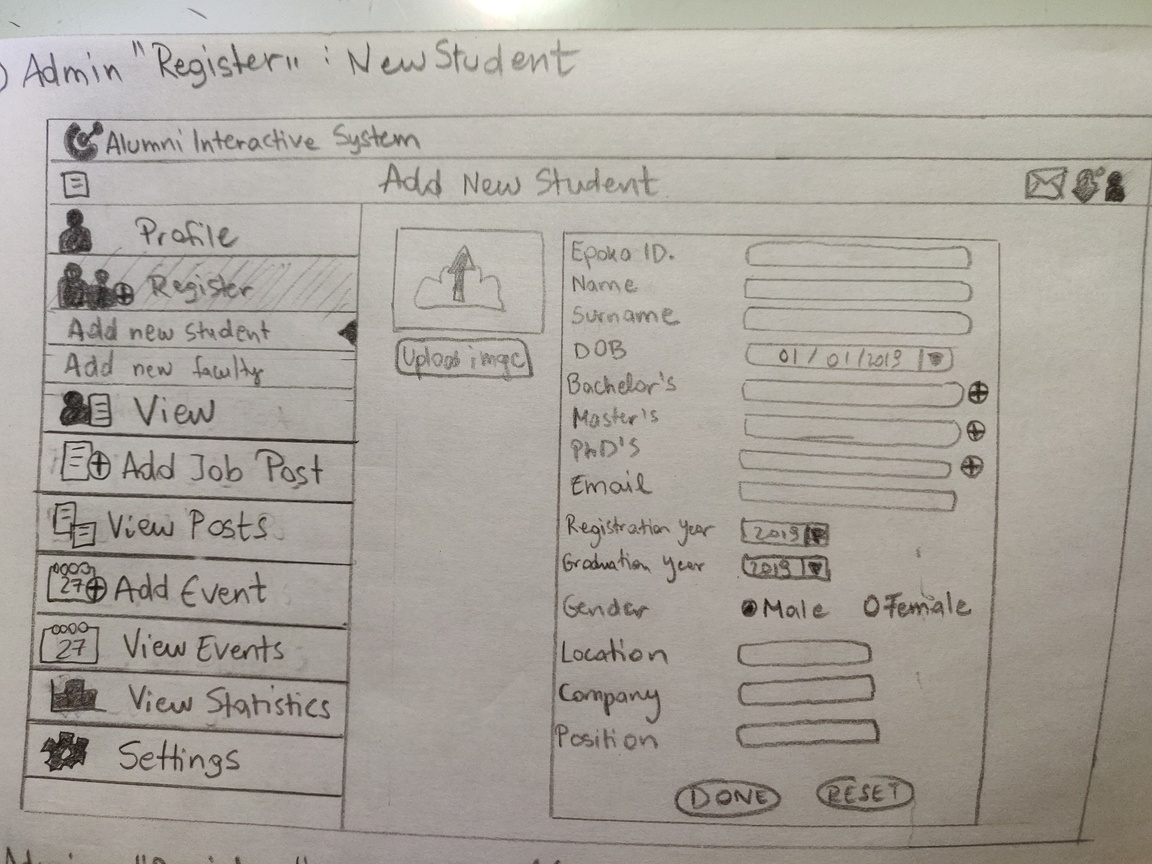 ) Admin "Register" : New Student
Alumni Interactive System
Add New Student
Profile
Register
Add new student
Add new faculty
View
Add Job Post
View Posts
27 Add Event
27 View Events
View Statistics
Settings
Upload image
Epoka ID.
Name
Surname
DOB 01/01/2019
Bachelor's
Master's
PhD's
Email
Registration year 2019
Graduation year 2019
Gender Male Female
Location
Company
Position
DONE RESET